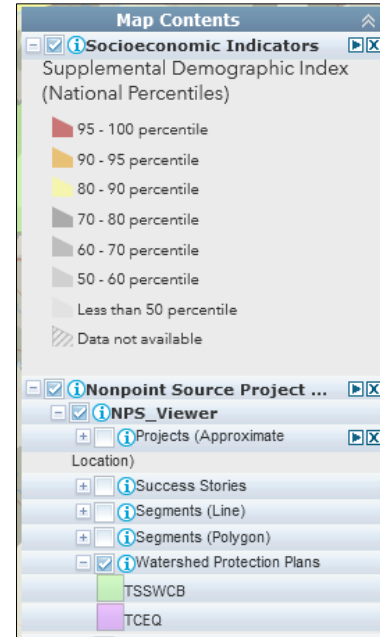 Map Contents
Socioeconomic Indicators
Supplemental Demographic Index
(National Percentiles)
95 - 100 percentile
90 - 95 percentile
80 - 90 percentile
70 - 80 percentile
60 - 70 percentile
50 - 60 percentile
Less than 50 percentile
Data not available
Nonpoint Source Project ...
NPS_Viewer
Projects (Approximate
Location)
Success Stories
Segments (Line)
Segments (Polygon)
Watershed Protection Plans
TSSWCB
TCEQ